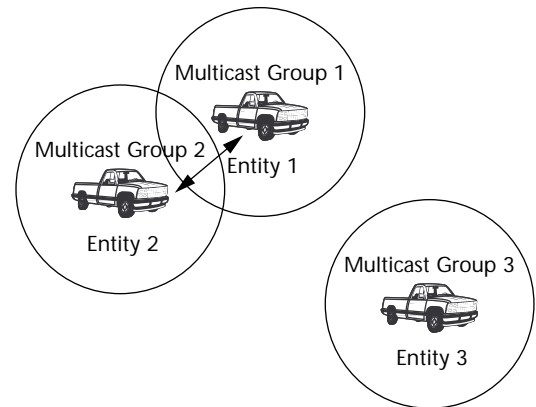 Multicast Group 1
Entity 1
Multicast Group 2
Entity 2
Multicast Group 3
Entity 3